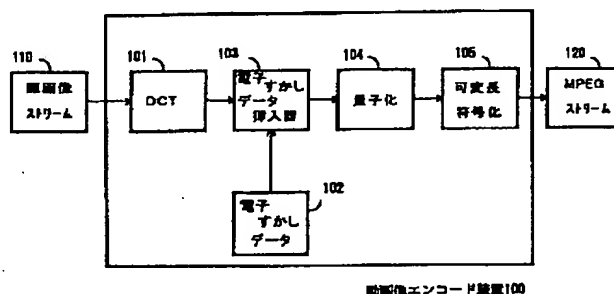 110
原画像
ストリーム
101
DCT
103
電子
すかし
データ
挿入器
104
量子化
105
可変長
符号化
120
MPEG
ストリーム
102
電子
すかし
データ
動画像エンコード装置100